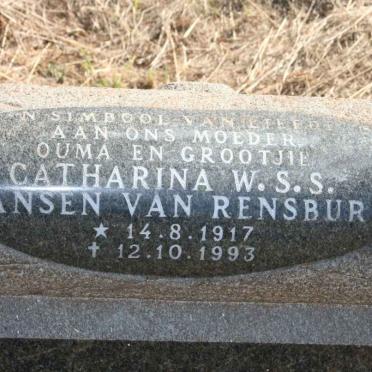 'N SIMBOOL VAN LIEFDE
AAN ONS MOEDER,
OUMA EN GROOTJIE
CATHARINA W.S.S.
ANSEN VAN RENSBUR
★ 14.8.1917
✝ 12.10.1993